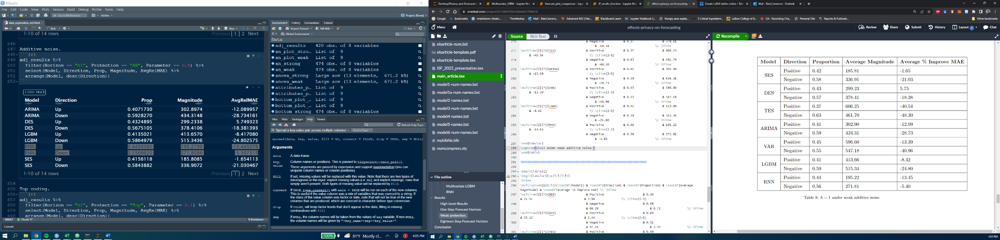 RStudio
File Edit Code View Plots Session Build Debug Profile Tools Help
Go to file/function Addins Project: (None)
data_exploration_m3.Rmd
Knit Run
1-10 of 14 rows Previous 1 2 Next
646
647 Additive noise.
648 ```{r}
649 adj_results %>%
650 filter(Horizon == "h1", Protection == "AN", Parameter == 0.5) %>%
651 select(Model, Direction, Prop, Magnitude, AvgRelMAE) %>%
652 arrange(Model, desc(Direction))
653 ```
A tibble: 14 x 5
Model Direction Prop Magnitude AvgRelMAE
<chr> <chr> <dbl> <dbl> <dbl>
ARIMA Up 0.4071730 302.8974 -12.089957
ARIMA Down 0.5928270 434.3148 -28.734161
DES Up 0.4324895 299.2338 5.749323
DES Down 0.5675105 378.4106 -18.381393
LGBM Up 0.4135021 413.6570 -8.417080
LGBM Down 0.5864979 515.3436 -24.802575
RNN Up 0.4430380 195.2199 -13.445078
RNN Down 0.5569620 271.8086 -5.397315
SES Up 0.4156118 185.8085 -1.654113
SES Down 0.5843882 336.9072 -21.030467
1-10 of 14 rows Previous 1 2 Next
654
655 Top coding.
656 ```{r}
657 adj_results %>%
658 filter(Horizon == "h1", Protection == "Top", Parameter == 0.1) %>%
659 select(Model, Direction, Prop, Magnitude, AvgRelMAE) %>%
660 arrange(Model, desc(Direction))
Chunk 57 R Markdown
Console
Environment History Connections Tutorial
Import Dataset 348 MiB List
R Global Environment
Data
adj_results 420 obs. of 8 variables
an_plot_stro... List of 9
an_plot_weak List of 9
an_strong 474 obs. of 8 variables
an_weak 474 obs. of 8 variables
anova_strong Large aov (13 elements, 671.2 kB)
anova_weak Large aov (13 elements, 671.2 kB)
attributes_p... List of 9
attributes_p... List of 9
bottom_plot_... List of 9
bottom_plot_... List of 9
bottom_strong 474 obs. of 8 variables
Files Plots Packages Help Viewer
Refresh Help Topic
R: Spread a key-value pair across multiple columns Find in Topic
spread(data, key, value, fill = NA, convert = FALSE, drop = TRUE, sep = NULL)
Arguments
data A data frame.
key, value Column names or positions. This is passed to tidyselect::vars_pull().
These arguments are passed by expression and support quasiquotation (you can
unquote column names or column positions).
fill If set, missing values will be replaced with this value. Note that there are two types of
missingness in the input: explicit missing values (i.e. NA), and implicit missings, rows that
simply aren't present. Both types of missing value will be replaced by fill.
convert If TRUE, type.convert() with asis = TRUE will be run on each of the new columns.
This is useful if the value column was a mix of variables that was coerced to a string. If
the class of the value column was factor or date, note that will not be true of the new
columns that are produced, which are coerced to character before type conversion.
drop If FALSE, will keep factor levels that don't appear in the data, filling in missing
combinations with fill.
sep If NULL, the column names will be taken from the values of key variable. If non-NULL,
the column names will be given by "<key_name><sep><key_value>".
100% 81°F Mostly cl... 4:05 PM
Desktop/Privacy-and-Forecasting Multivariate_LGBM - Jupyter Not forecast_plot_comparison - Jupy JF_results_function - Jupyter No effects-privacy-on-forecasting Create LaTeX tables online – Tab Mail - Bale,Cameron - Outlook
overleaf.com/project/627b00428b4ddbeb97f9b676
Google Bookmarks rmarkdown-cheats... Throttlestop Mail - Bale,Camero... Advanced MD | Pati... Blackboard Learn Jupyter Notebook S... Numpy axes explai... 5 Critical Ingredient... LeBow College of B... Git - Recording Cha... Personal Site Reports & Publicati... Other bookmarks
Menu effects-privacy-on-forecasting Review Share Submit History Layout Chat
Source Rich Text Ω Recompile
elsarticle-num.bst
elsarticle-template.pdf
elsarticle-template.tex
ISF_2022_presentation.tex
main_article.tex
model1-num-names.bst
model1a-num-names.bst
model2-names.bst
model3-num-names.bst
model4-names.bst
model5-names.bst
model6-num-names.bst
mybibfile.bib
numcompress.sty
File outline
Multivariate LGBM
RNN
Results
High Level Results
One Step Forecast Horizon
Weak protection.
Eighteen Step Forecast Horizon
Conclusion
276 & Negative & 0.57 & 378.41
& -18.38 \\ \hline
277 \multirow{2}{*}{TES} & Positive & 0.37 & 606.25
& -40.54 \\ \cline{2-5}
278 & Negative & 0.63 & 461.70
& -48.30 \\ \hline
279 \multirow{2}{*}{ARIMA} & Positive & 0.41 & 302.90
& -12.09 \\ \cline{2-5}
280 & Negative & 0.59 & 434.31
& -28.73 \\ \hline
281 \multirow{2}{*}{VAR} & Positive & 0.45 & 596.60
& -13.39 \\ \cline{2-5}
282 & Negative & 0.55 & 547.18
& -40.96 \\ \hline
283 \multirow{2}{*}{LGBM} & Positive & 0.41 & 413.66
& -8.42 \\ \cline{2-5}
284 & Negative & 0.59 & 515.34
& -24.80 \\ \hline
285 \multirow{2}{*}{RNN} & Positive & 0.44 & 195.22
& -13.45 \\ \cline{2-5}
286 & Negative & 0.56 & 271.81
& -5.40 \\ \hline
287 \end{tabular}
288 \caption{$h=1$ under weak additive noise.}
289 \end{table}
290
291
292
293 \begin{table}[]
294 \begin{tabular}{|c|l|l|l|l|}
295 \hline
296 \multicolumn{1}{|l|}{\textbf{Model}} & \textbf{Direction} & \textbf{Proportion} & \textbf{Average
Magnitude} & \textbf{Average \% Improve MAE} \\ \hline
297 \multirow{2}{*}{SES} & Positive & 0.30
& 21.51 & 2.90 \\ \cline{2-5}
298 & Negative & 0.69
& 66.39 & 0.72 \\ \hline
299 \multirow{2}{*}{DES} & Positive & 0.49
& 35.12 & 2.44 \\ \cline{2-5}
300 & Negative & 0.51
& 97.24 & 2.55 \\ \hline
301 \multirow{2}{*}{TES} & Positive & 0.49
Model Direction Proportion Average Magnitude Average % Improve MAE
SES Positive 0.42 185.81 -1.65
Negative 0.58 336.91 -21.03
DES Positive 0.43 299.23 5.75
Negative 0.57 378.41 -18.38
TES Positive 0.37 606.25 -40.54
Negative 0.63 461.70 -48.30
ARIMA Positive 0.41 302.90 -12.09
Negative 0.59 434.31 -28.73
VAR Positive 0.45 596.60 -13.39
Negative 0.55 547.18 -40.96
LGBM Positive 0.41 413.66 -8.42
Negative 0.59 515.34 -24.80
RNN Positive 0.44 195.22 -13.45
Negative 0.56 271.81 -5.40
Table 8: h = 1 under weak additive noise.
4:05 PM